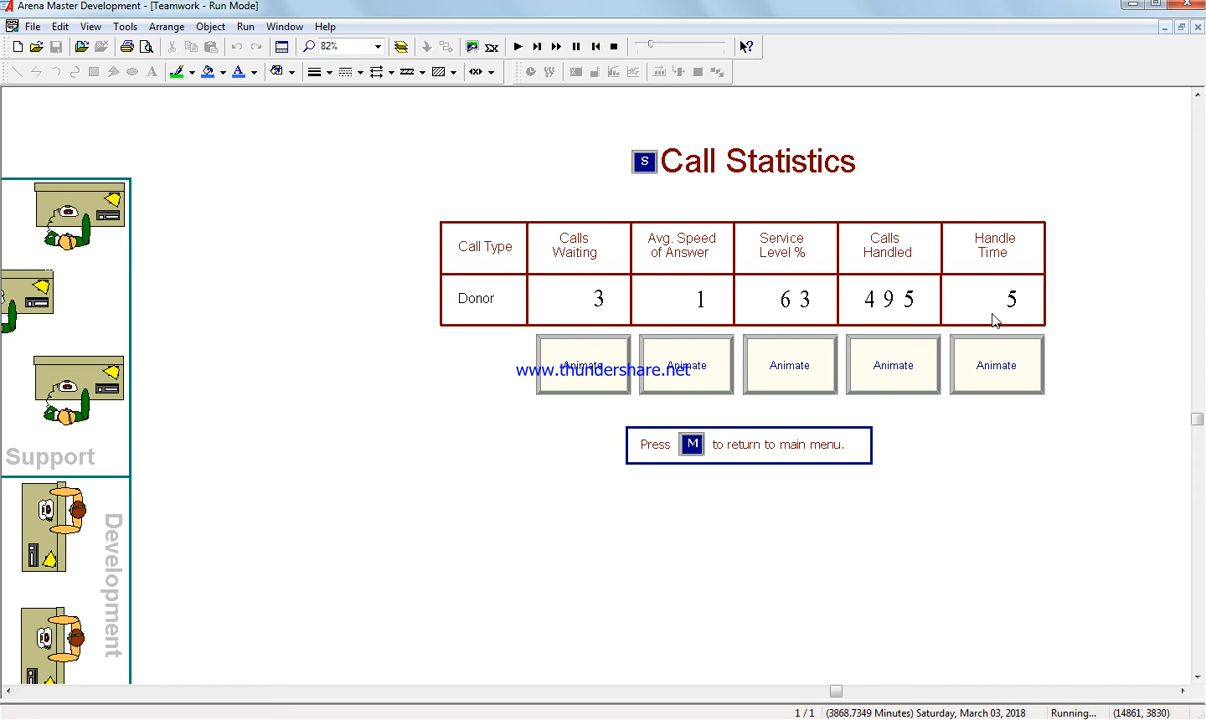 Arena Master Development - [Teamwork - Run Mode]
File Edit View Tools Arrange Object Run Window Help
82%
S Call Statistics
Call Type
Calls Waiting
Avg. Speed of Answer
Service Level %
Calls Handled
Handle Time
Donor 3 1 63 495 5
Animate Animate Animate Animate Animate
www.thundershare.net
Press M to return to main menu.
Support
Development
1 / 1 (3868.7349 Minutes) Saturday, March 03, 2018 Running... (14861, 3830)